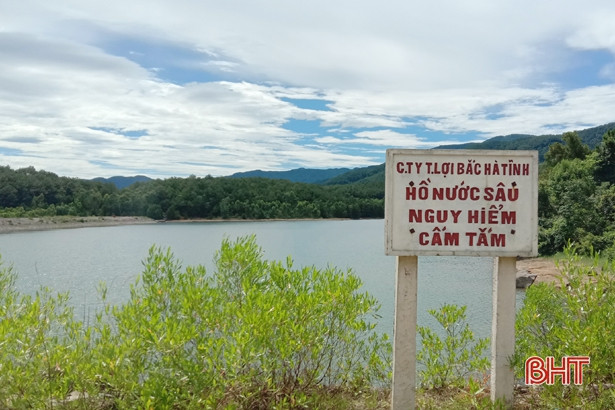 C.TY T.LỢI BẮC HÀ TĨNH
HỒ NƯỚC SÂU
NGUY HIỂM
CẤM TẮM
BHT